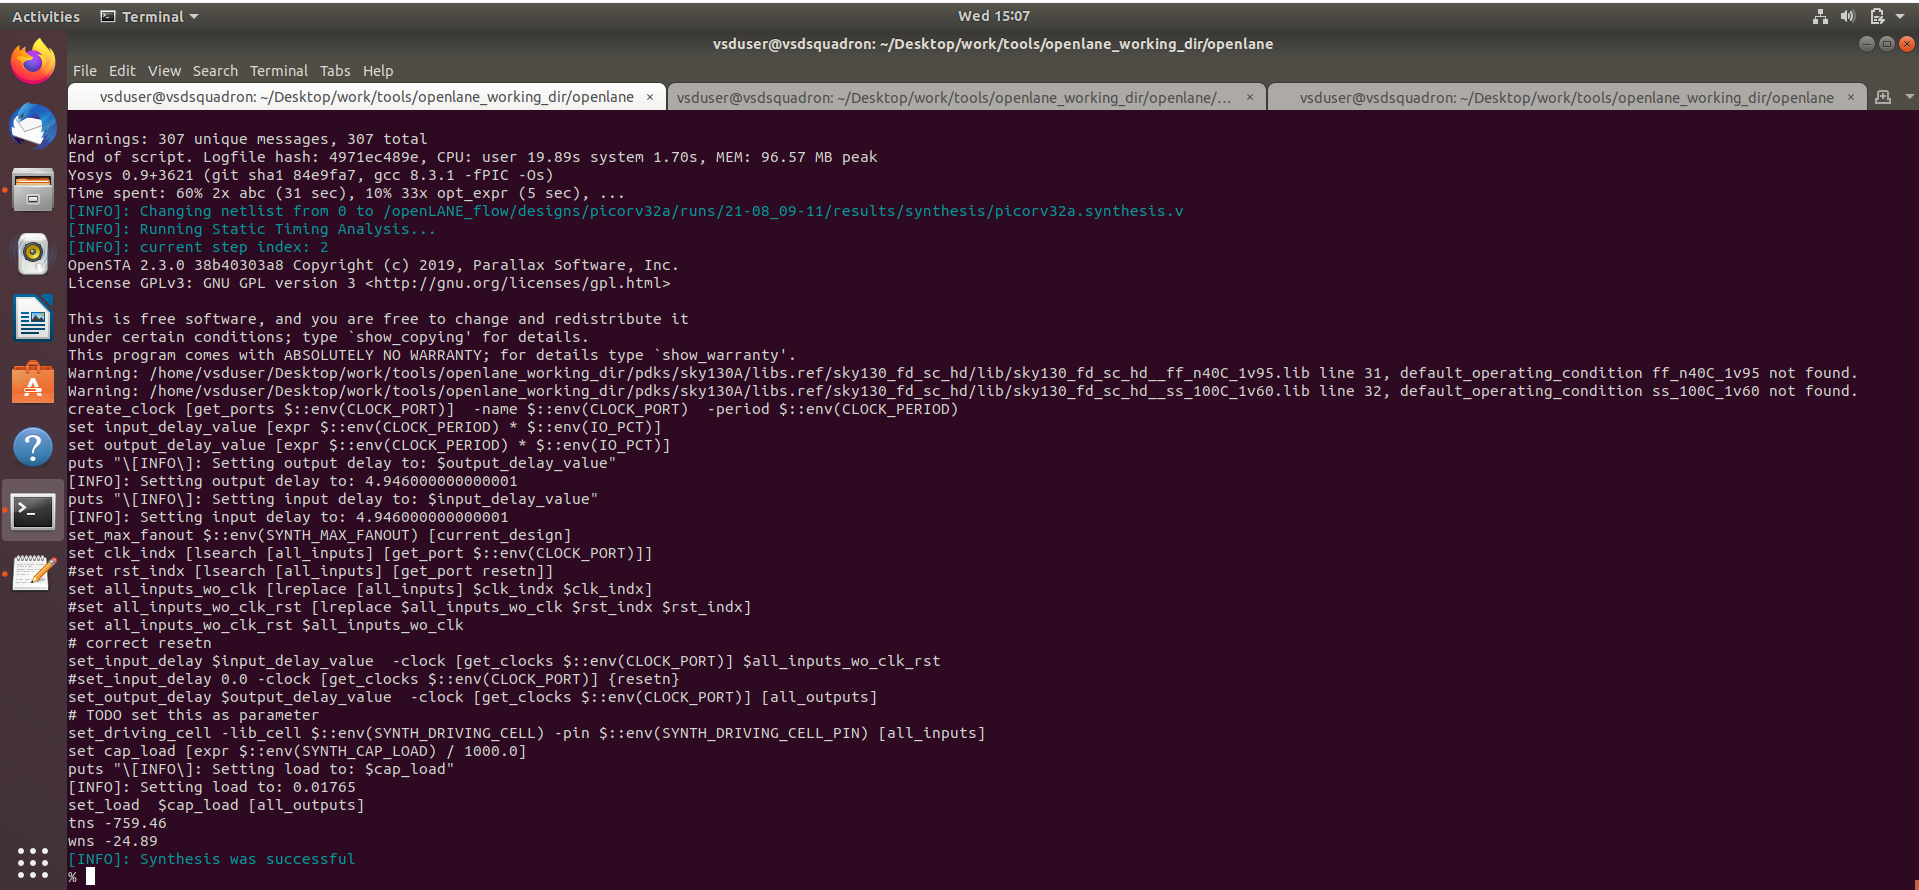 Activities
Terminal
Wed 15:07
vsduser@vsdsquadron: ~/Desktop/work/tools/openlane_working_dir/openlane
File Edit View Search Terminal Tabs Help
vsduser@vsdsquadron: ~/Desktop/work/tools/openlane_working_dir/openlane ×
vsduser@vsdsquadron: ~/Desktop/work/tools/openlane_working_dir/openlane/... ×
vsduser@vsdsquadron: ~/Desktop/work/tools/openlane_working_dir/openlane ×
Warnings: 307 unique messages, 307 total
End of script. Logfile hash: 4971ec489e, CPU: user 19.89s system 1.70s, MEM: 96.57 MB peak
Yosys 0.9+3621 (git sha1 84e9fa7, gcc 8.3.1 -fPIC -Os)
Time spent: 60% 2x abc (31 sec), 10% 33x opt_expr (5 sec), ...
[INFO]: Changing netlist from 0 to /openLANE_flow/designs/picorv32a/runs/21-08_09-11/results/synthesis/picorv32a.synthesis.v
[INFO]: Running Static Timing Analysis...
[INFO]: current step index: 2
OpenSTA 2.3.0 38b40303a8 Copyright (c) 2019, Parallax Software, Inc.
License GPLv3: GNU GPL version 3 <http://gnu.org/licenses/gpl.html>
This is free software, and you are free to change and redistribute it
under certain conditions; type `show_copying' for details.
This program comes with ABSOLUTELY NO WARRANTY; for details type `show_warranty'.
Warning: /home/vsduser/Desktop/work/tools/openlane_working_dir/pdks/sky130A/libs.ref/sky130_fd_sc_hd/lib/sky130_fd_sc_hd__ff_n40C_1v95.lib line 31, default_operating_condition ff_n40C_1v95 not found.
Warning: /home/vsduser/Desktop/work/tools/openlane_working_dir/pdks/sky130A/libs.ref/sky130_fd_sc_hd/lib/sky130_fd_sc_hd__ss_100C_1v60.lib line 32, default_operating_condition ss_100C_1v60 not found.
create_clock [get_ports $::env(CLOCK_PORT)]  -name $::env(CLOCK_PORT)  -period $::env(CLOCK_PERIOD)
set input_delay_value [expr $::env(CLOCK_PERIOD) * $::env(IO_PCT)]
set output_delay_value [expr $::env(CLOCK_PERIOD) * $::env(IO_PCT)]
puts "\[INFO\]: Setting output delay to: $output_delay_value"
[INFO]: Setting output delay to: 4.946000000000001
puts "\[INFO\]: Setting input delay to: $input_delay_value"
[INFO]: Setting input delay to: 4.946000000000001
set_max_fanout $::env(SYNTH_MAX_FANOUT) [current_design]
set clk_indx [lsearch [all_inputs] [get_port $::env(CLOCK_PORT)]]
#set rst_indx [lsearch [all_inputs] [get_port resetn]]
set all_inputs_wo_clk [lreplace [all_inputs] $clk_indx $clk_indx]
#set all_inputs_wo_clk_rst [lreplace $all_inputs_wo_clk $rst_indx $rst_indx]
set all_inputs_wo_clk_rst $all_inputs_wo_clk
# correct resetn
set_input_delay $input_delay_value  -clock [get_clocks $::env(CLOCK_PORT)] $all_inputs_wo_clk_rst
#set_input_delay 0.0 -clock [get_clocks $::env(CLOCK_PORT)] {resetn}
set_output_delay $output_delay_value  -clock [get_clocks $::env(CLOCK_PORT)] [all_outputs]
# TODO set this as parameter
set_driving_cell -lib_cell $::env(SYNTH_DRIVING_CELL) -pin $::env(SYNTH_DRIVING_CELL_PIN) [all_inputs]
set cap_load [expr $::env(SYNTH_CAP_LOAD) / 1000.0]
puts "\[INFO\]: Setting load to: $cap_load"
[INFO]: Setting load to: 0.01765
set_load  $cap_load [all_outputs]
tns -759.46
wns -24.89
[INFO]: Synthesis was successful
%